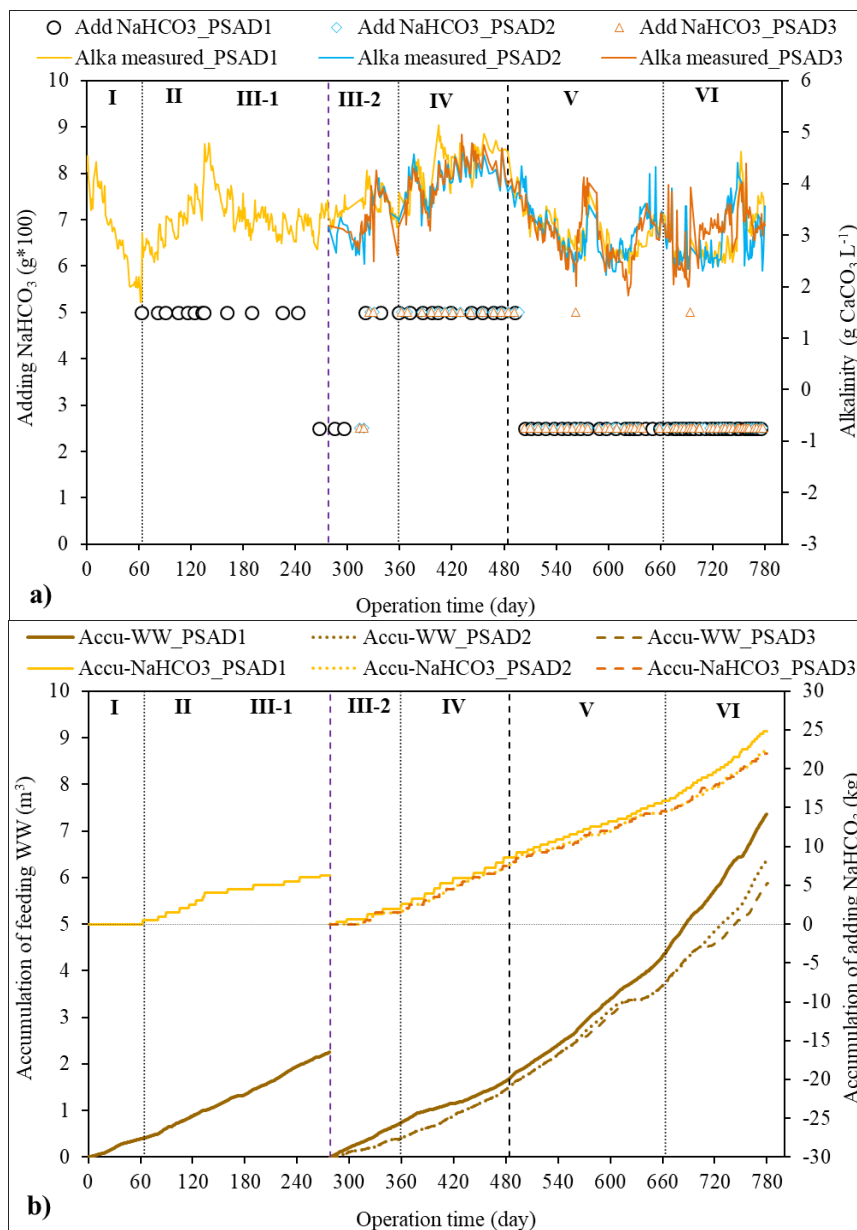 Add NaHCO3_PSAD1 Add NaHCO3_PSAD2 Add NaHCO3_PSAD3
Alka measured_PSAD1 Alka measured_PSAD2 Alka measured_PSAD3
I II III-1 III-2 IV V VI
10
9
8
7
6
5
4
3
2
1
0
Adding NaHCO3 (g*100)
6
5
4
3
2
1
0
-1
-2
-3
Alkalinity (g CaCO3 L-1)
0 60 120 180 240 300 360 420 480 540 600 660 720 780
Operation time (day)
a)
Accu-WW_PSAD1 Accu-WW_PSAD2 Accu-WW_PSAD3
Accu-NaHCO3_PSAD1 Accu-NaHCO3_PSAD2 Accu-NaHCO3_PSAD3
I II III-1 III-2 IV V VI
10
9
8
7
6
5
4
3
2
1
0
Accumulation of feeding WW (m3)
30
25
20
15
10
5
0
-5
-10
-15
-20
-25
-30
Accumulation of adding NaHCO3 (kg)
0 60 120 180 240 300 360 420 480 540 600 660 720 780
Operation time (day)
b)